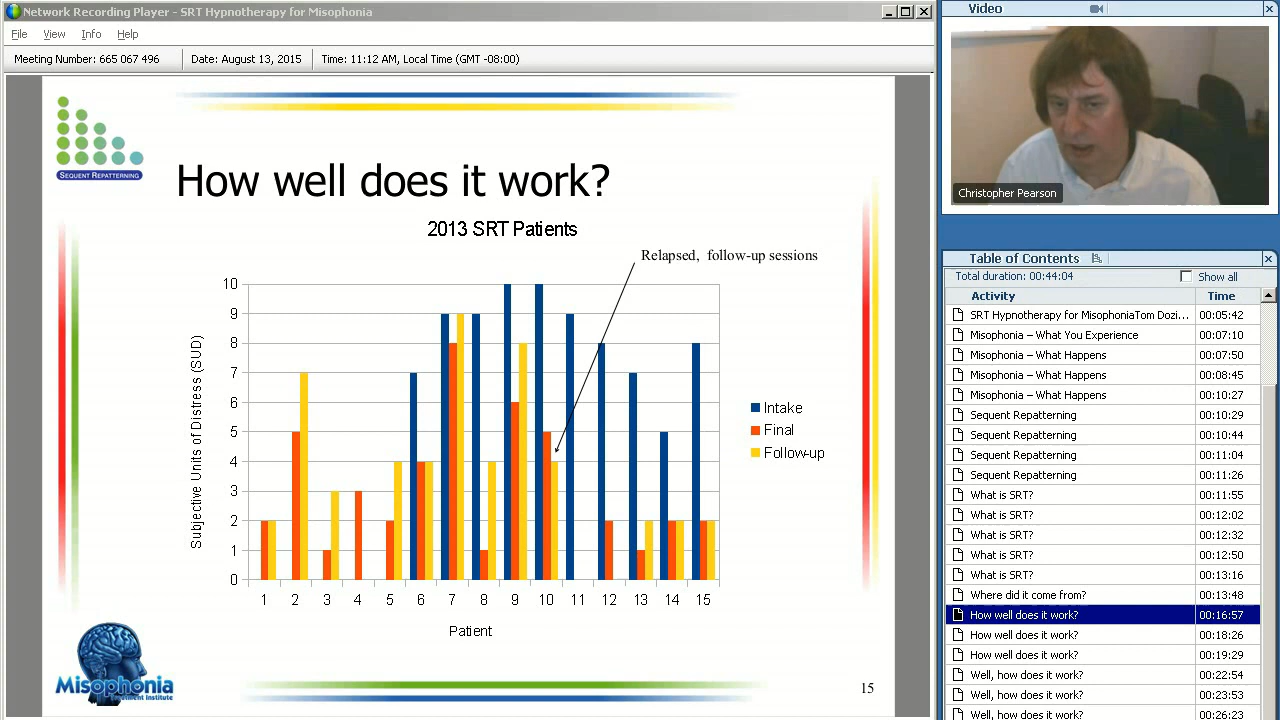 Network Recording Player - SRT Hypnotherapy for Misophonia
File View Info Help
Meeting Number: 665 067 496 Date: August 13, 2015 Time: 11:12 AM, Local Time (GMT -08:00)
SEQUENT REPATTERNING
How well does it work?
2013 SRT Patients
Relapsed, follow-up sessions
10
9
8
7
6
5
4
3
2
1
0
Subjective Units of Distress (SUD)
1 2 3 4 5 6 7 8 9 10 11 12 13 14 15
Patient
Intake
Final
Follow-up
Misophonia
Treatment Institute
15
Video
Christopher Pearson
Table of Contents
Total duration: 00:44:04 Show all
Activity Time
SRT Hypnotherapy for MisophoniaTom Dozi... 00:05:42
Misophonia – What You Experience 00:07:10
Misophonia – What Happens 00:07:50
Misophonia – What Happens 00:08:45
Misophonia – What Happens 00:10:27
Sequent Repatterning 00:10:29
Sequent Repatterning 00:10:44
Sequent Repatterning 00:11:04
Sequent Repatterning 00:11:26
What is SRT? 00:11:55
What is SRT? 00:12:02
What is SRT? 00:12:32
What is SRT? 00:12:50
What is SRT? 00:13:16
Where did it come from? 00:13:48
How well does it work? 00:16:57
How well does it work? 00:18:26
How well does it work? 00:19:29
Well, how does it work? 00:22:54
Well, how does it work? 00:23:53
Well, how does it work? 00:26:23